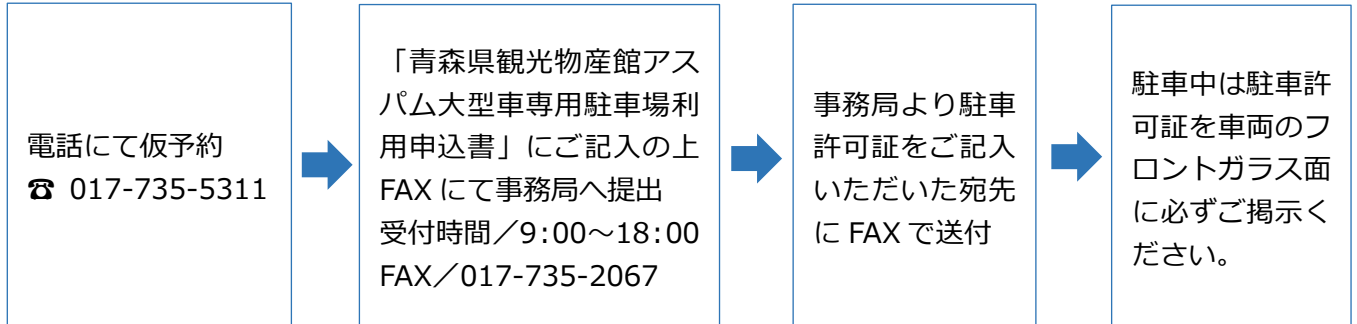 電話にて仮予約
☎ 017-735-5311
「青森県観光物産館アス
パム大型車専用駐車場利
用申込書」にご記入の上
FAX にて事務局へ提出
受付時間／9:00～18:00
FAX／017-735-2067
事務局より駐車
許可証をご記入
いただいた宛先
に FAX で送付
駐車中は駐車許
可証を車両のフ
ロントガラス面
に必ずご掲示く
ださい。